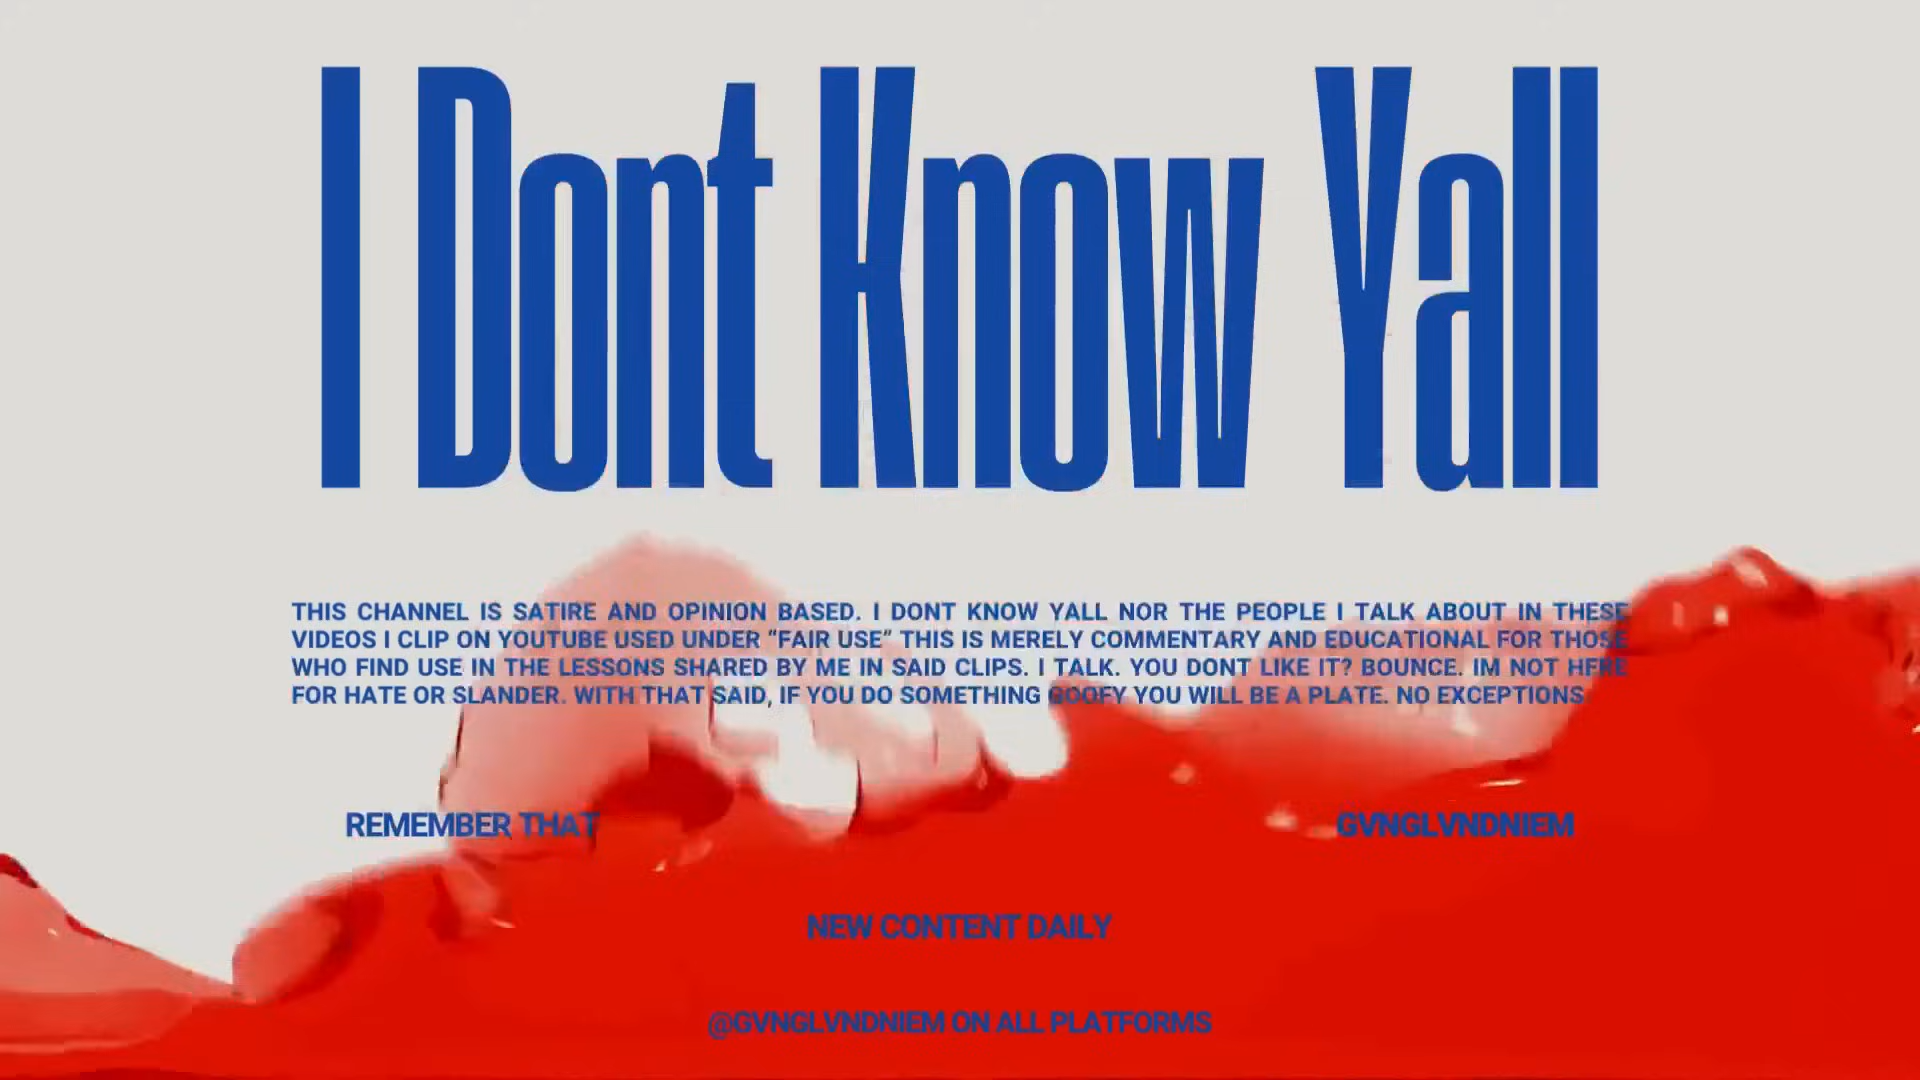 I Dont Know Yall
THIS CHANNEL IS SATIRE AND OPINION BASED. I DONT KNOW YALL NOR THE PEOPLE I TALK ABOUT IN THESE
VIDEOS I CLIP ON YOUTUBE USED UNDER “FAIR USE” THIS IS MERELY COMMENTARY AND EDUCATIONAL FOR THOSE
WHO FIND USE IN THE LESSONS SHARED BY ME IN SAID CLIPS. I TALK. YOU DONT LIKE IT? BOUNCE. IM NOT HERE
FOR HATE OR SLANDER. WITH THAT SAID, IF YOU DO SOMETHING GOOFY YOU WILL BE A PLATE. NO EXCEPTIONS
REMEMBER THAT
GVNGLVNDNIEM
NEW CONTENT DAILY
@GVNGLVNDNIEM ON ALL PLATFORMS